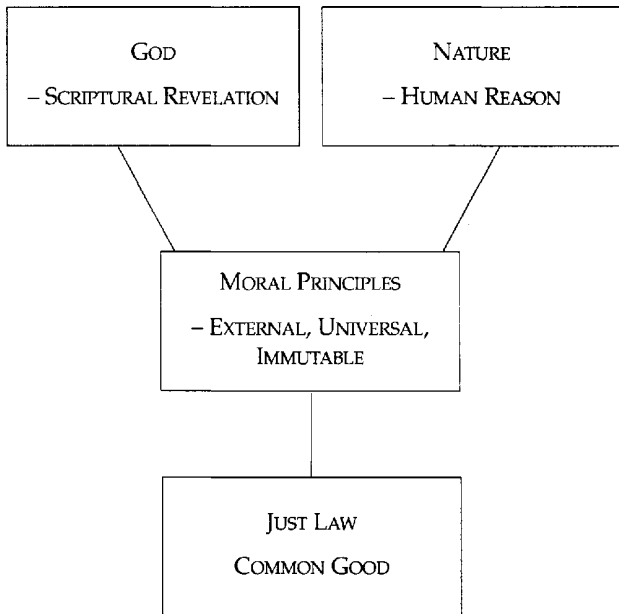 GOD
– SCRIPTURAL REVELATION
NATURE
– HUMAN REASON
MORAL PRINCIPLES
– EXTERNAL, UNIVERSAL,
IMMUTABLE
JUST LAW
COMMON GOOD